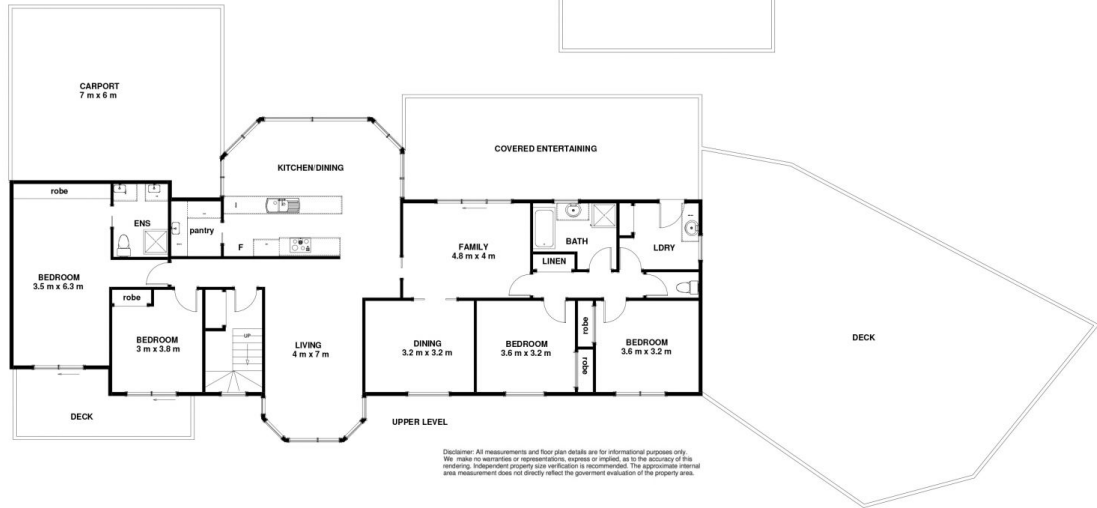 CARPORT
7 m x 6 m
COVERED ENTERTAINING
KITCHEN/DINING
robe
ENS
pantry
I
F
FAMILY
4.8 m x 4 m
BATH
LINEN
LDRY
BEDROOM
3.5 m x 6.3 m
robe
BEDROOM
3 m x 3.8 m
UP
LIVING
4 m x 7 m
DINING
3.2 m x 3.2 m
BEDROOM
3.6 m x 3.2 m
robe
robe
BEDROOM
3.6 m x 3.2 m
DECK
DECK
UPPER LEVEL
Disclaimer: All measurements and floor plan details are for informational purposes only.
We make no warranties or representations, express or implied, as to the accuracy of this
rendering. Independent property size verification is recommended. The approximate internal
area measurement does not directly reflect the goverment evaluation of the property area.